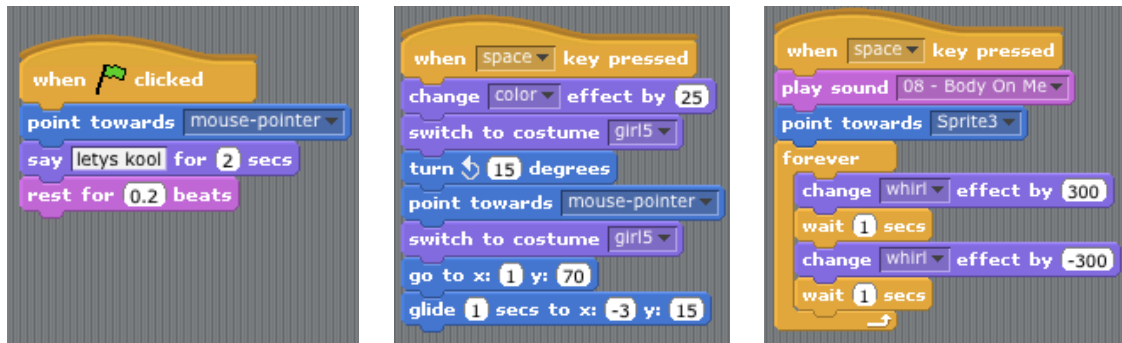 when clicked
point towards mouse-pointer
say letys kool for 2 secs
rest for 0.2 beats
when space key pressed
change color effect by 25
switch to costume girl5
turn 15 degrees
point towards mouse-pointer
switch to costume girl5
go to x: 1 y: 70
glide 1 secs to x: -3 y: 15
when space key pressed
play sound 08 - Body On Me
point towards Sprite3
forever
change whirl effect by 300
wait 1 secs
change whirl effect by -300
wait 1 secs